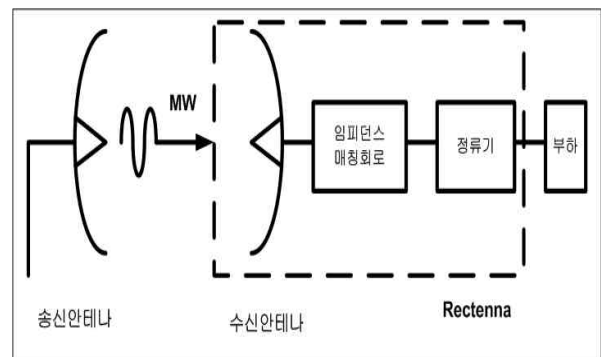 MW
임피던스
매칭회로
정류기
부하
송신안테나
수신안테나
Rectenna